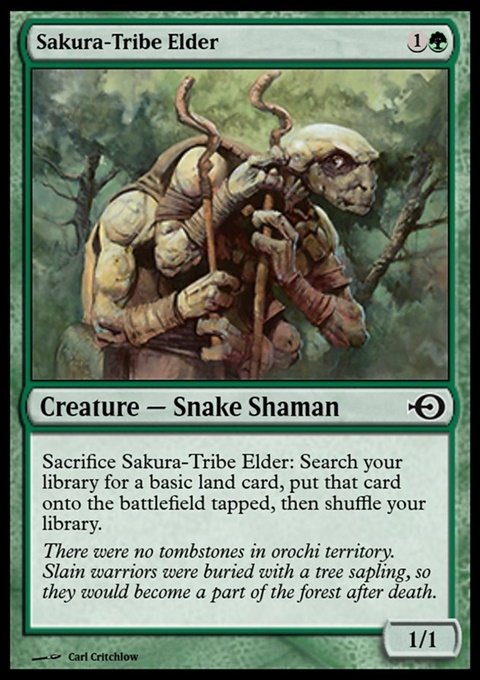 Sakura-Tribe Elder 1
Creature — Snake Shaman
Sacrifice Sakura-Tribe Elder: Search your
library for a basic land card, put that card
onto the battlefield tapped, then shuffle your
library.
There were no tombstones in orochi territory.
Slain warriors were buried with a tree sapling, so
they would become a part of the forest after death.
1/1
Carl Critchlow